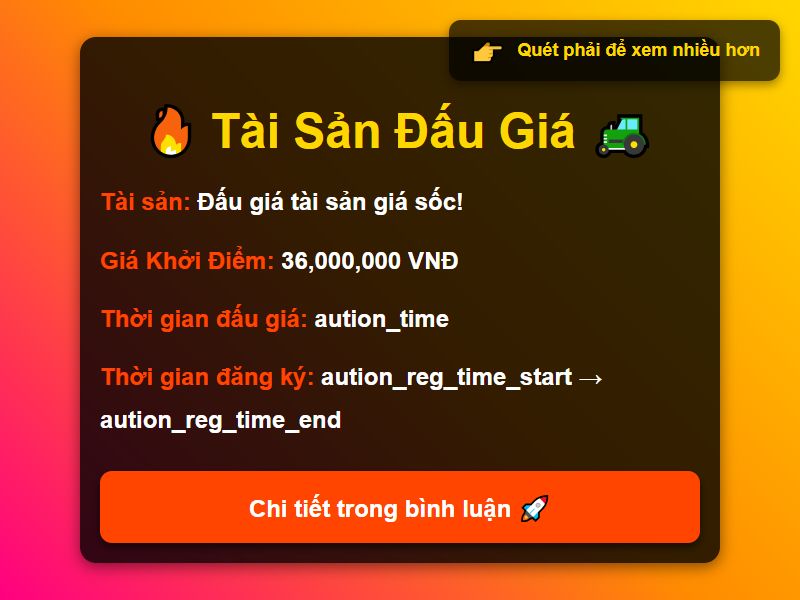 👉 Quét phải để xem nhiều hơn
🔥 Tài Sản Đấu Giá 🚜
Tài sản: Đấu giá tài sản giá sốc!
Giá Khởi Điểm: 36,000,000 VNĐ
Thời gian đấu giá: aution_time
Thời gian đăng ký: aution_reg_time_start →
aution_reg_time_end
Chi tiết trong bình luận 🚀